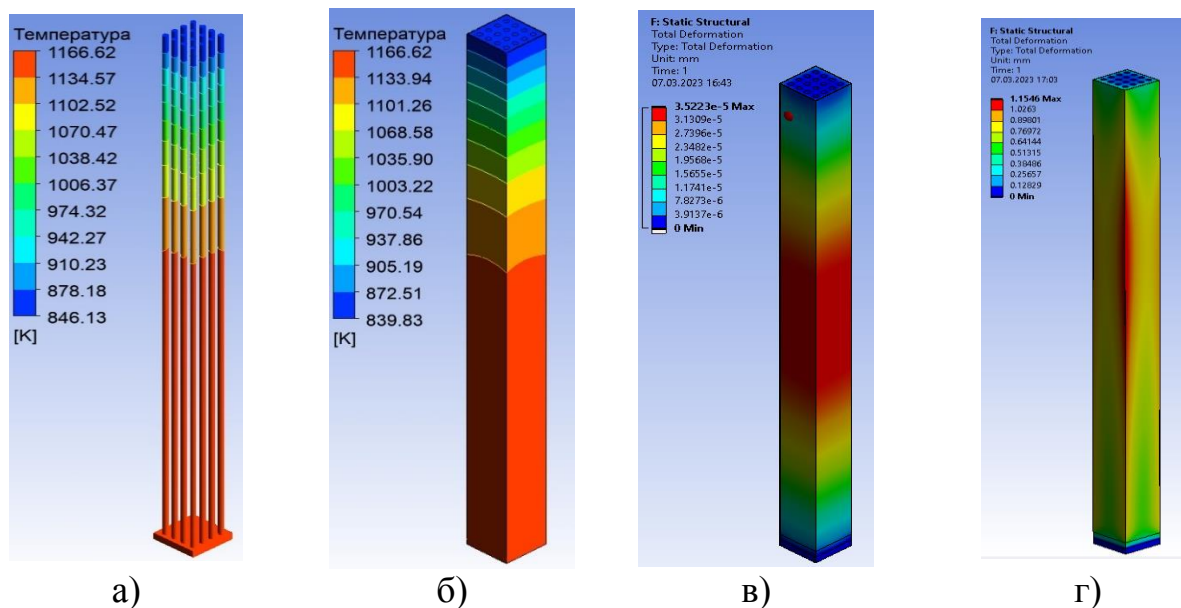 Температура
1166.62
1134.57
1102.52
1070.47
1038.42
1006.37
974.32
942.27
910.23
878.18
846.13
[K]
а)
Температура
1166.62
1133.94
1101.26
1068.58
1035.90
1003.22
970.54
937.86
905.19
872.51
839.83
[K]
б)
F: Static Structural
Total Deformation
Type: Total Deformation
Unit: mm
Time: 1
07.03.2023 16:43
3.5223e-5 Max
3.1309e-5
2.7396e-5
2.3482e-5
1.9568e-5
1.5655e-5
1.1741e-5
7.8273e-6
3.9137e-6
0 Min
в)
F: Static Structural
Total Deformation
Type: Total Deformation
Unit: mm
Time: 1
07.03.2023 17:03
1.1546 Max
1.0263
0.89801
0.76972
0.64144
0.51315
0.38486
0.25657
0.12829
0 Min
г)